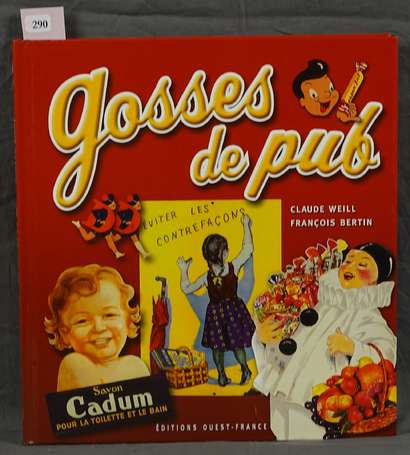 290
gosses
de pub
CLAUDE WEILL
FRANÇOIS BERTIN
EVITER LES
CONTREFAÇONS
Savon
Cadum
POUR LA TOILETTE ET LE BAIN
ÉDITIONS OUEST-FRANCE